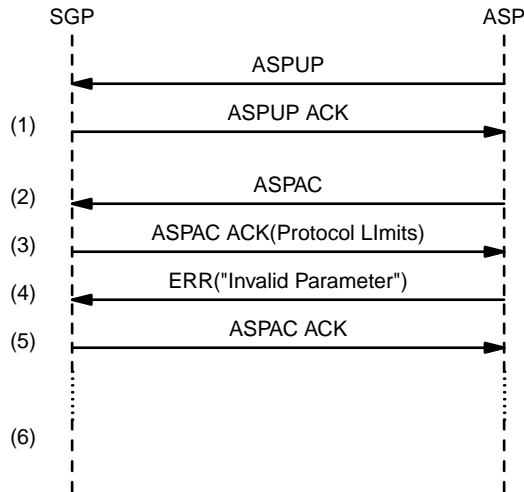 SGP ASP
ASPUP
(1) ASPUP ACK
(2) ASPAC
(3) ASPAC ACK(Protocol LImits)
(4) ERR("Invalid Parameter")
(5) ASPAC ACK
(6)